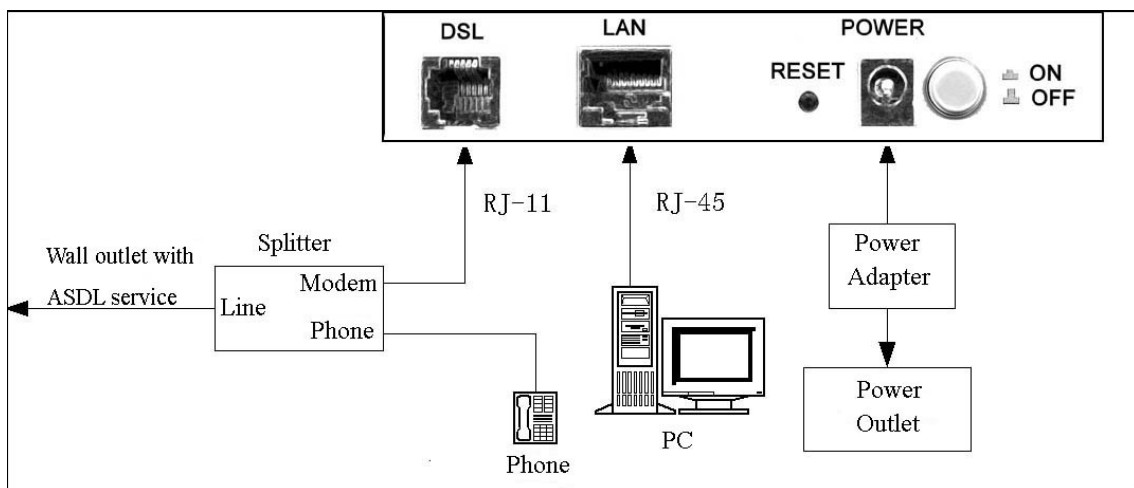 DSL
LAN
POWER
RESET
ON
OFF
RJ-11
RJ-45
Wall outlet with
ASDL service
Splitter
Modem
Line
Phone
Phone
PC
Power
Adapter
Power
Outlet